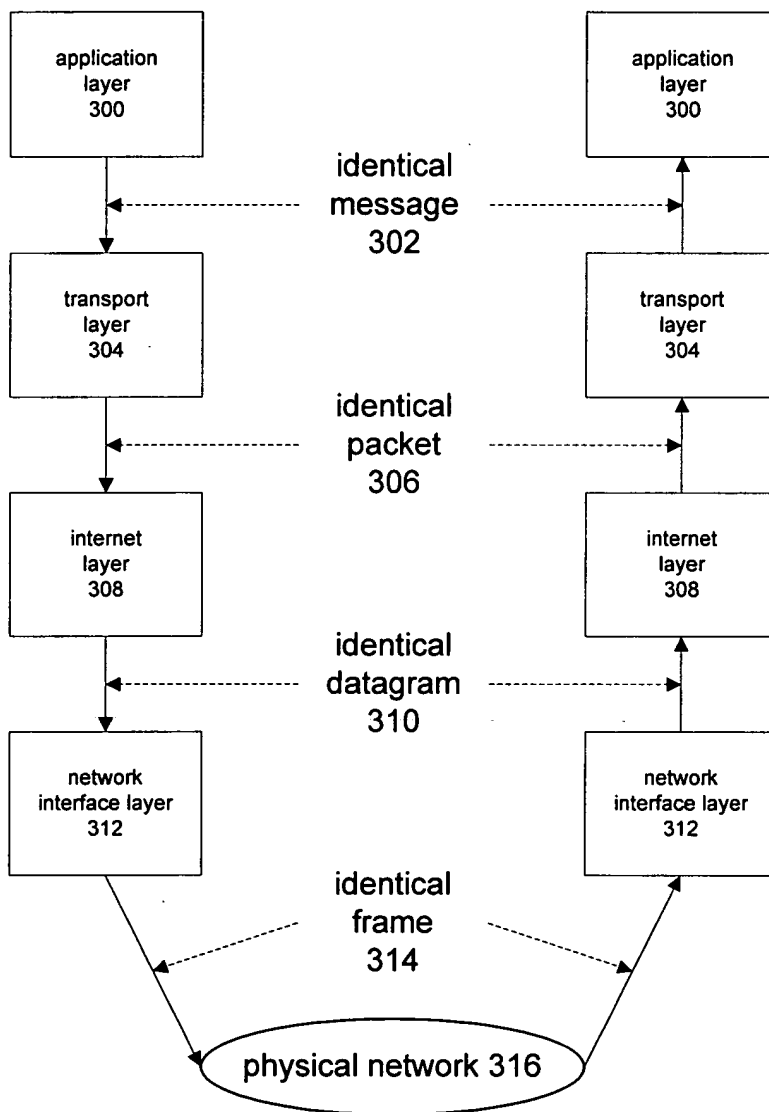 application
layer
300
application
layer
300
identical
message
302
transport
layer
304
transport
layer
304
identical
packet
306
internet
layer
308
internet
layer
308
identical
datagram
310
network
interface layer
312
network
interface layer
312
identical
frame
314
physical network 316